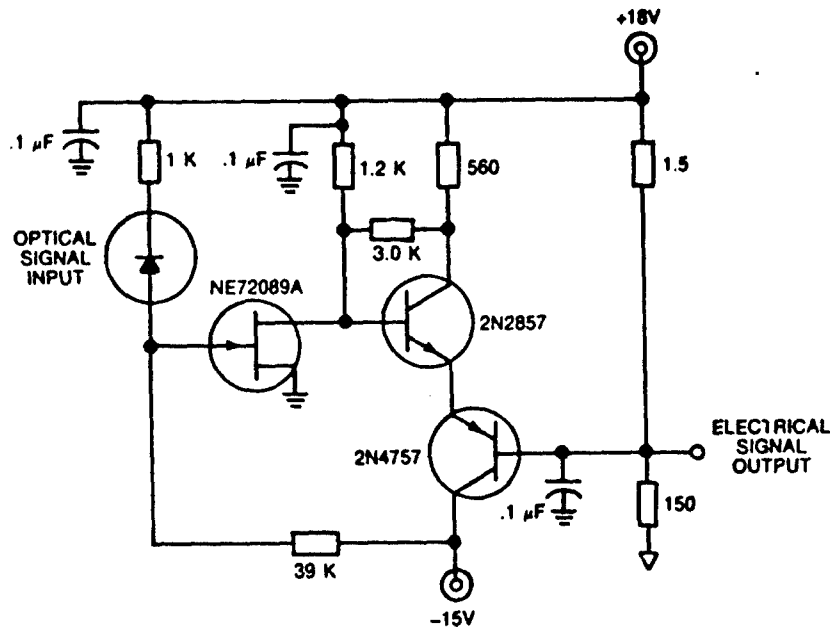 +18V
.1 µF
1 K
.1 µF
1.2 K
560
1.5
OPTICAL
SIGNAL
INPUT
3.0 K
NE72089A
2N2857
2N4757
ELECTRICAL
SIGNAL
OUTPUT
.1 µF
150
39 K
-15V